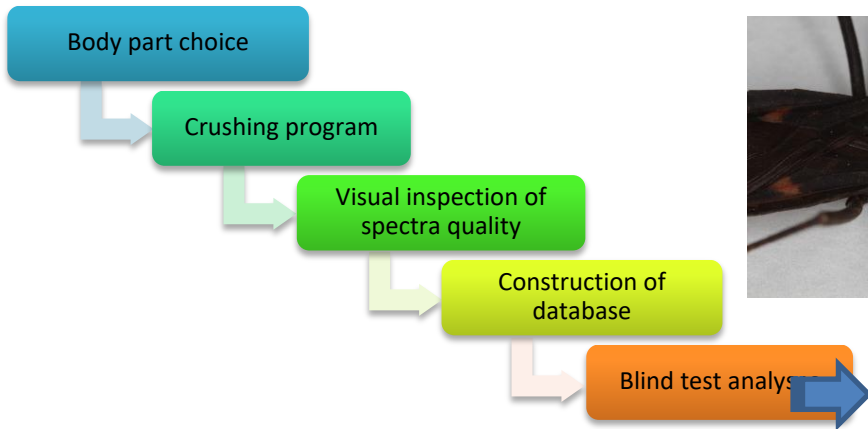 Body part choice
Crushing program
Visual inspection of
spectra quality
Construction of
database
Blind test